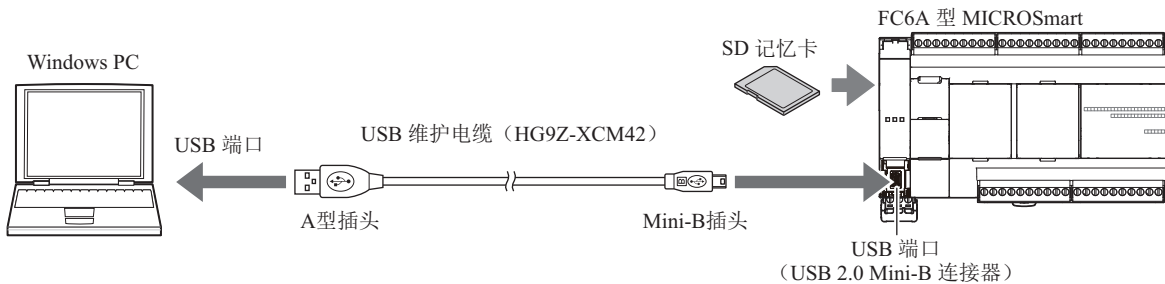 FC6A 型 MICROSmart
SD 记忆卡
Windows PC
USB 维护电缆（HG9Z-XCM42）
USB 端口
A型插头
Mini-B插头
USB 端口
（USB 2.0 Mini-B 连接器）